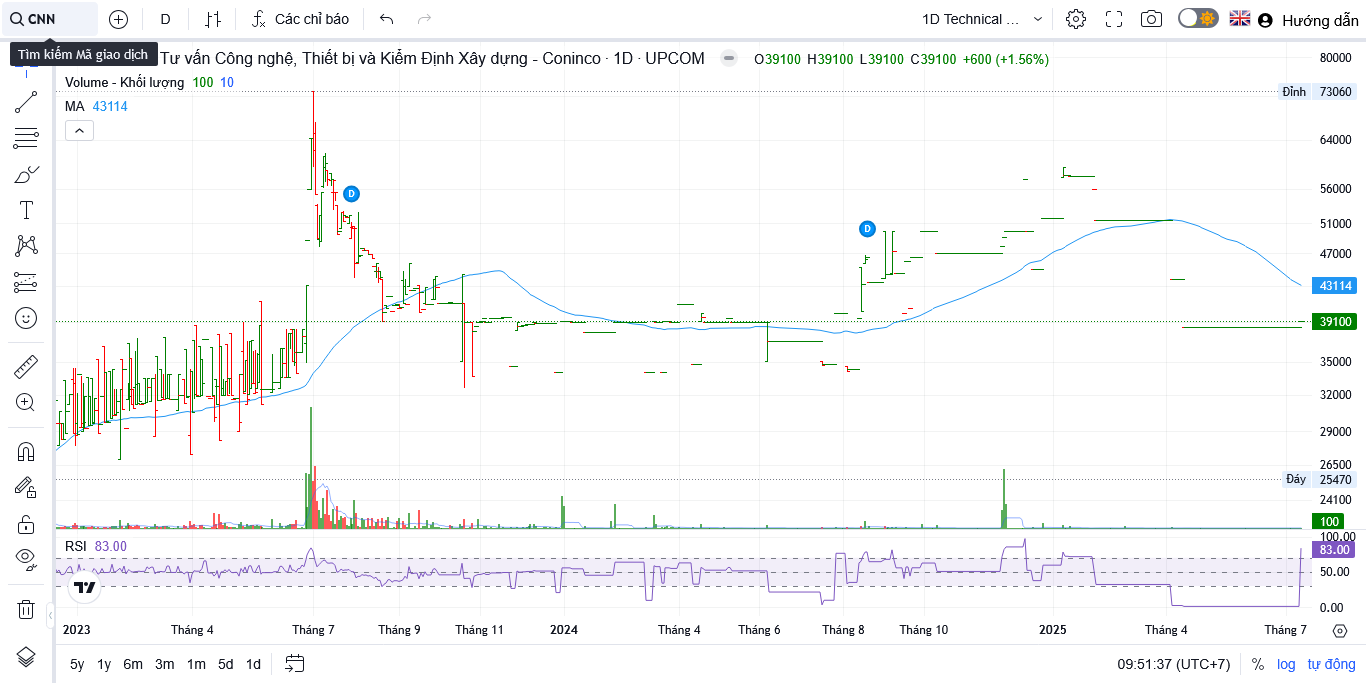 CNN D Các chỉ báo 1D Technical ... Hướng dẫn
Tìm kiếm Mã giao dịch
Tư vấn Công nghệ, Thiết bị và Kiểm Định Xây dựng - Coninco · 1D · UPCOM O39100 H39100 L39100 C39100 +600 (+1.56%)
Volume - Khối lượng 100 10
MA 43114
80000
Đỉnh 73060
64000
D
56000
D
51000
47000
43114
39100
35000
32000
29000
26500
Đáy 25470
24100
100
100.00
RSI 83.00
83.00
50.00
0.00
2023 Tháng 4 Tháng 7 Tháng 9 Tháng 11 2024 Tháng 4 Tháng 6 Tháng 8 Tháng 10 2025 Tháng 4 Tháng 7
5y 1y 6m 3m 1m 5d 1d 09:51:37 (UTC+7) % log tự động